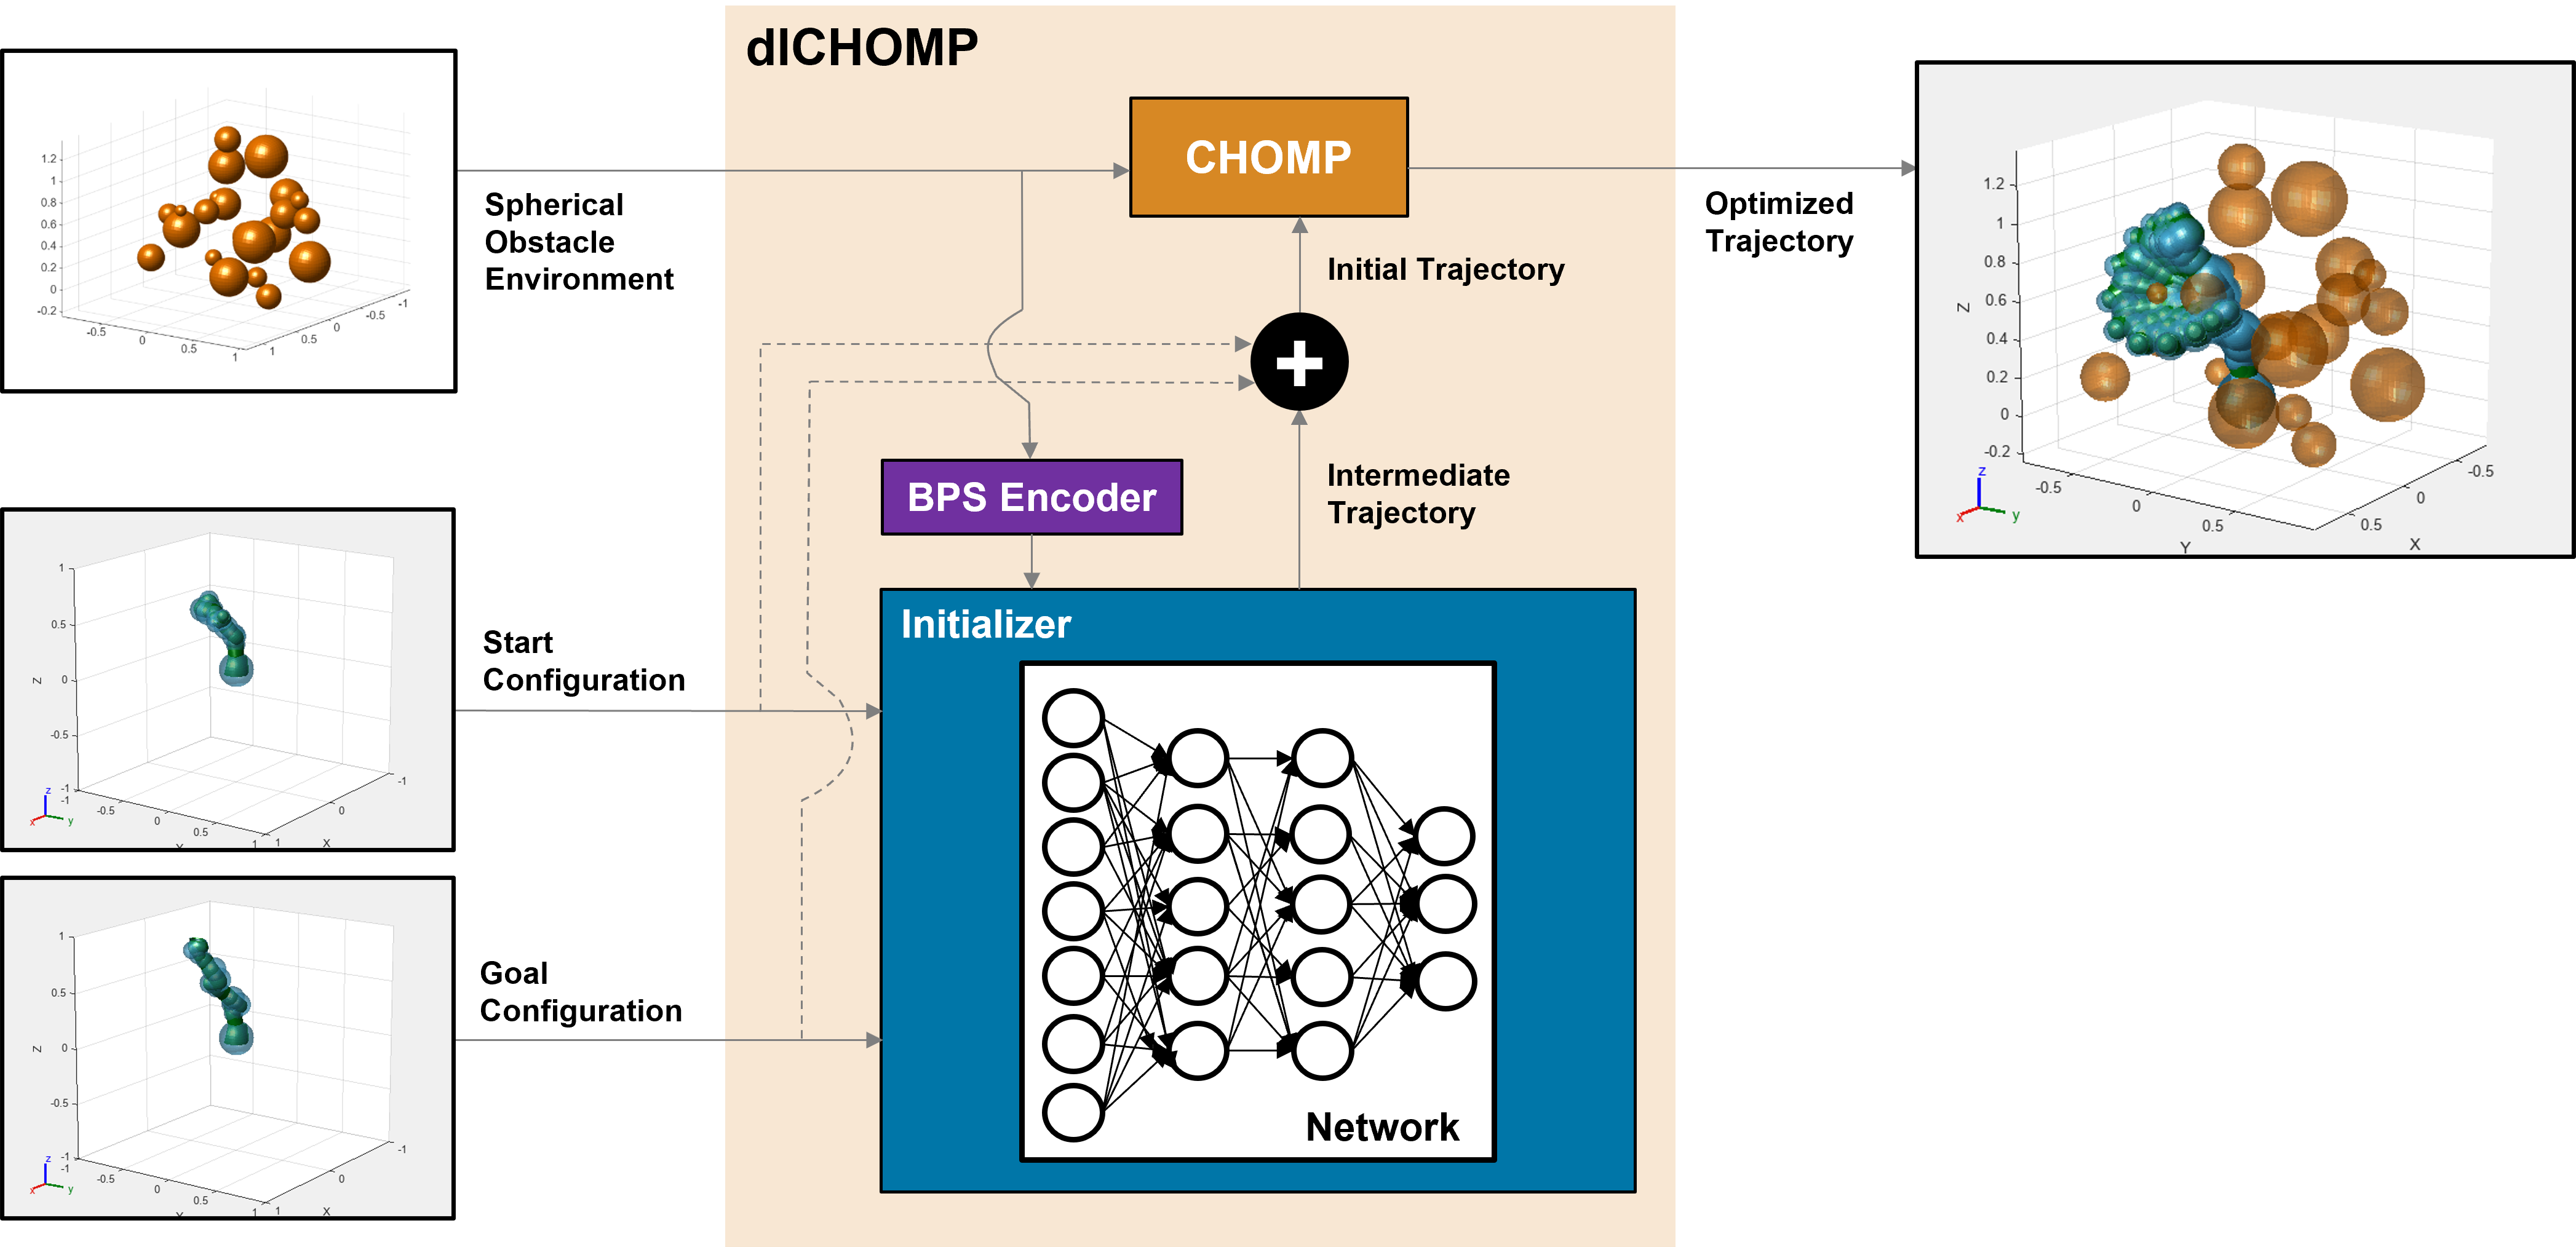 dlCHOMP
CHOMP
Spherical
Obstacle
Environment
Optimized
Trajectory
Initial Trajectory
+
Intermediate
Trajectory
BPS Encoder
Initializer
Network
Start
Configuration
Goal
Configuration
1.2
1
0.8
0.6
0.4
0.2
0
-0.2
-0.5
0
0.5
1
1
0.5
0
-0.5
-1
1
0.5
0
-0.5
-1
Z
-1
-0.5
0
0.5
1
1
0
-1
X
z
x
y
1
0.5
0
-0.5
-1
Z
-1
-0.5
0
0.5
1
1
0
-1
X
z
x
y
1.2
1
0.8
0.6
0.4
0.2
0
-0.2
Z
-0.5
0
0.5
Y
0.5
0
-0.5
X
z
x
y